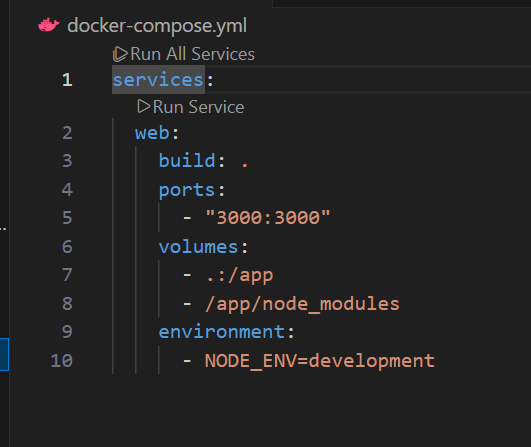 docker-compose.yml
Run All Services
1 services:
Run Service
2 web:
3 build: .
4 ports:
5 - "3000:3000"
6 volumes:
7 - .:/app
8 - /app/node_modules
9 environment:
10 - NODE_ENV=development